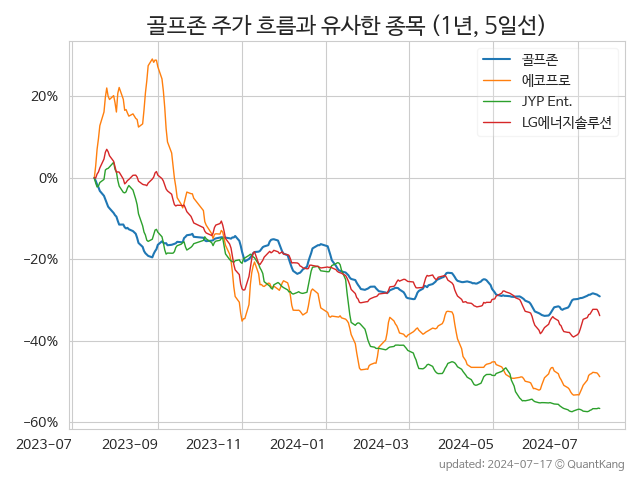 골프존 주가 흐름과 유사한 종목 (1년, 5일선)
골프존
에코프로
JYP Ent.
LG에너지솔루션
20%
0%
−20%
−40%
−60%
2023-07 2023-09 2023-11 2024-01 2024-03 2024-05 2024-07
updated: 2024-07-17 © QuantKang